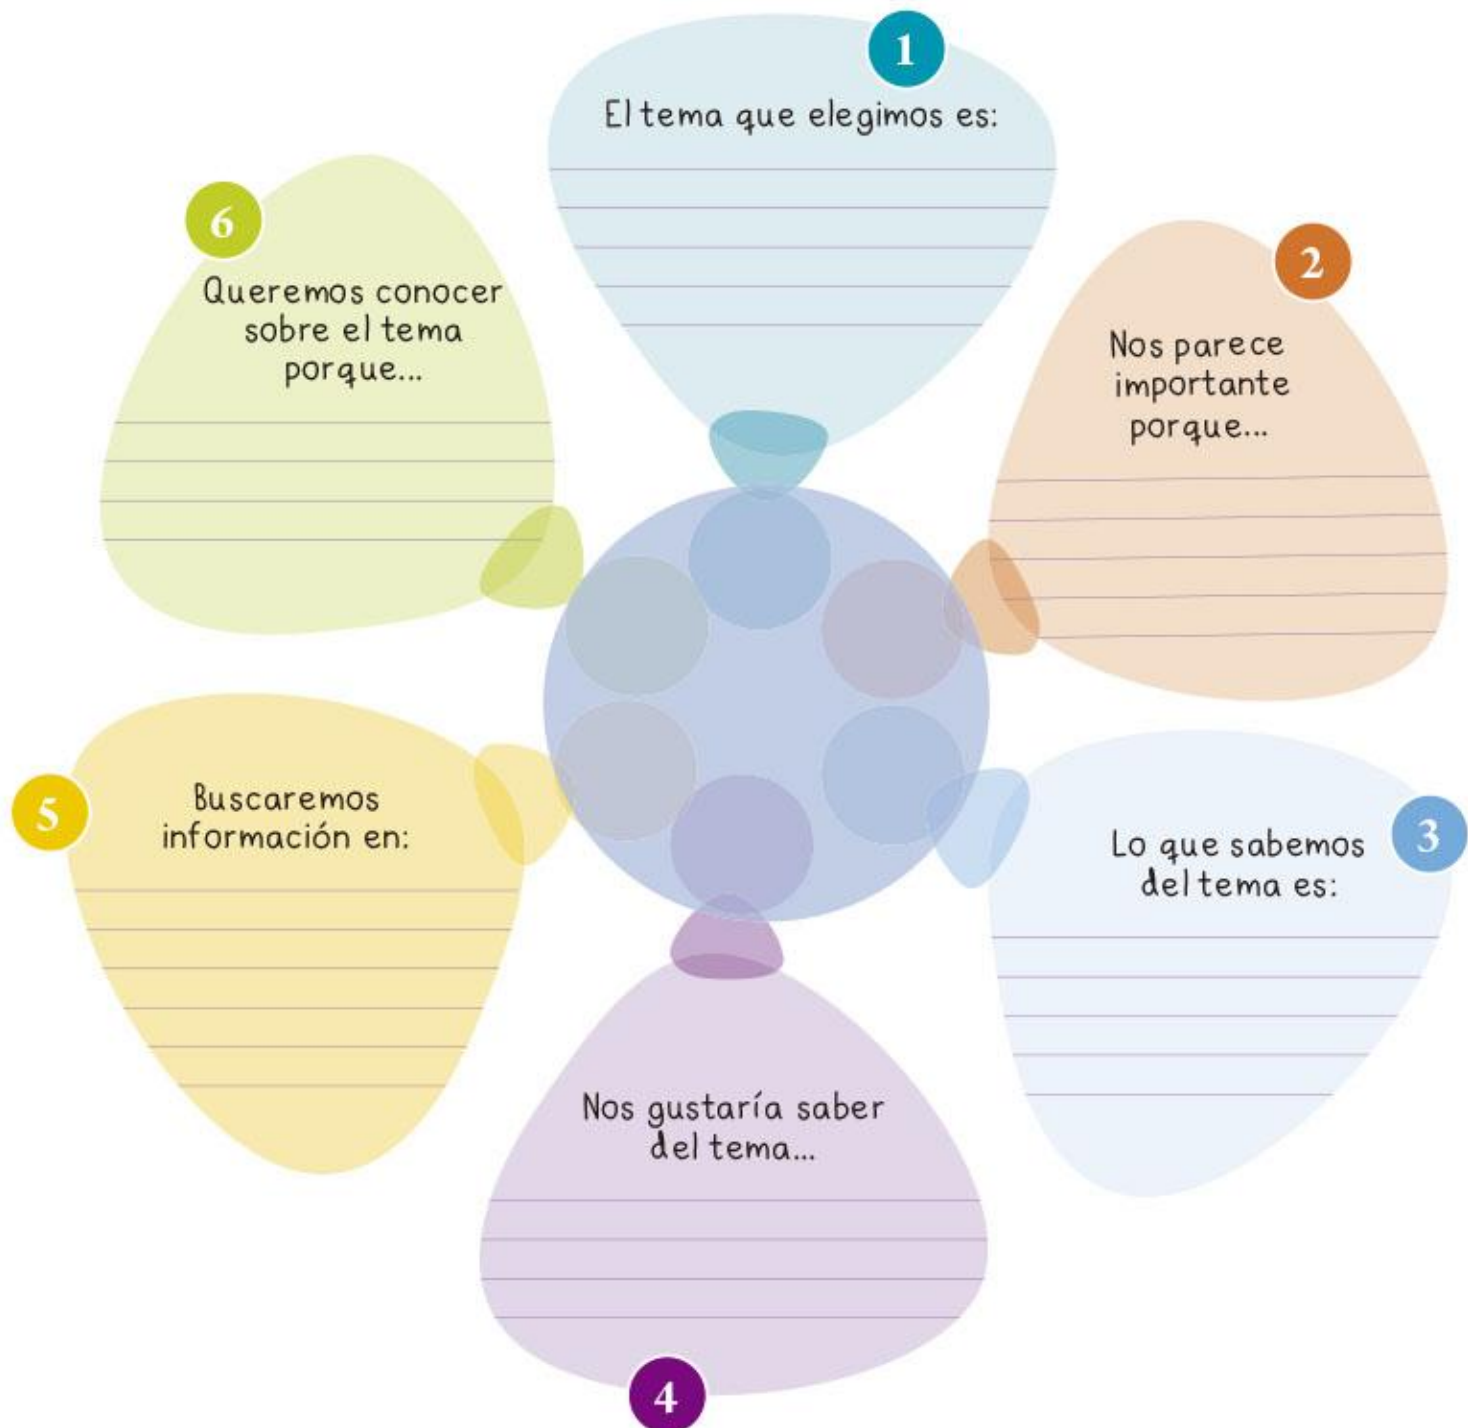 1
El tema que elegimos es:
2
Nos parece
importante
porque...
3
Lo que sabemos
del tema es:
4
Nos gustaría saber
del tema...
5
Buscaremos
información en:
6
Queremos conocer
sobre el tema
porque...